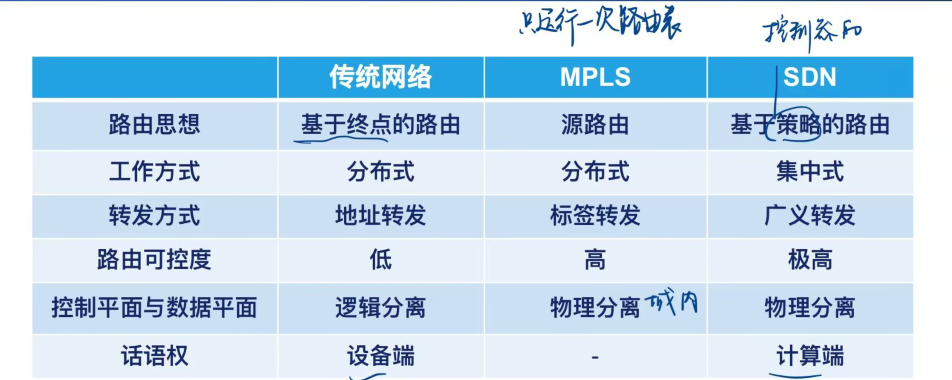 只运行一次路由表 控制器和
传统网络 MPLS SDN
路由思想 基于终点的路由 源路由 基于策略的路由
工作方式 分布式 分布式 集中式
转发方式 地址转发 标签转发 广义转发
路由可控度 低 高 极高
控制平面与数据平面 逻辑分离 物理分离 域内 物理分离
话语权 设备端 - 计算端